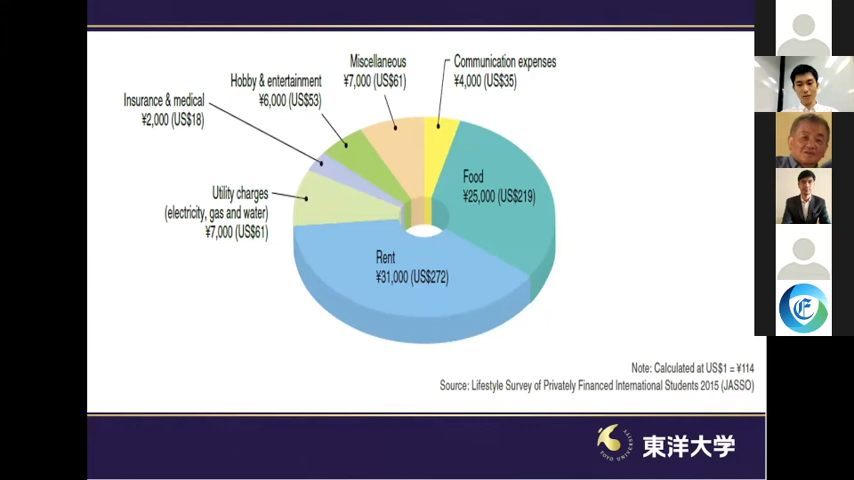 Miscellaneous
¥7,000 (US$61)
Communication expenses
¥4,000 (US$35)
Hobby & entertainment
¥6,000 (US$53)
Insurance & medical
¥2,000 (US$18)
Food
¥25,000 (US$219)
Utility charges
(electricity, gas and water)
¥7,000 (US$61)
Rent
¥31,000 (US$272)
Note: Calculated at US$1 = ¥114
Source: Lifestyle Survey of Privately Financed International Students 2015 (JASSO)
TOYO UNIVERSITY
東洋大学
E